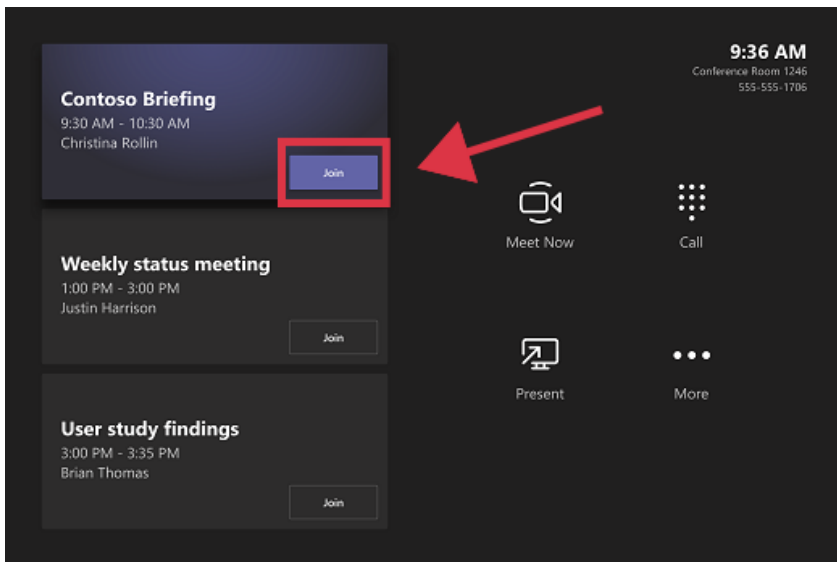 Contoso Briefing
9:30 AM - 10:30 AM
Christina Rollin
Join
Weekly status meeting
1:00 PM - 3:00 PM
Justin Harrison
Join
User study findings
3:00 PM - 3:35 PM
Brian Thomas
Join
9:36 AM
Conference Room 1246
555-555-1706
Meet Now
Call
Present
More